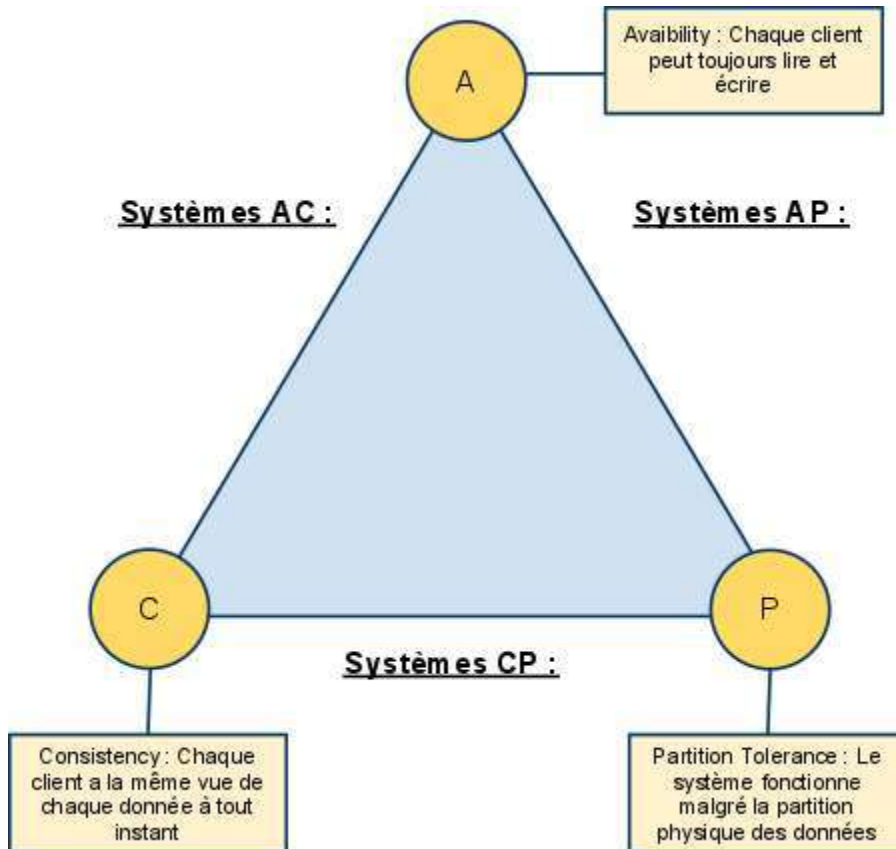 Avaibility : Chaque client
peut toujours lire et
écrire
A
Systèmes AC :
Systèmes AP :
C
P
Systèmes CP :
Consistency : Chaque
client a la même vue de
chaque donnée à tout
instant
Partition Tolerance : Le
système fonctionne
malgré la partition
physique des données